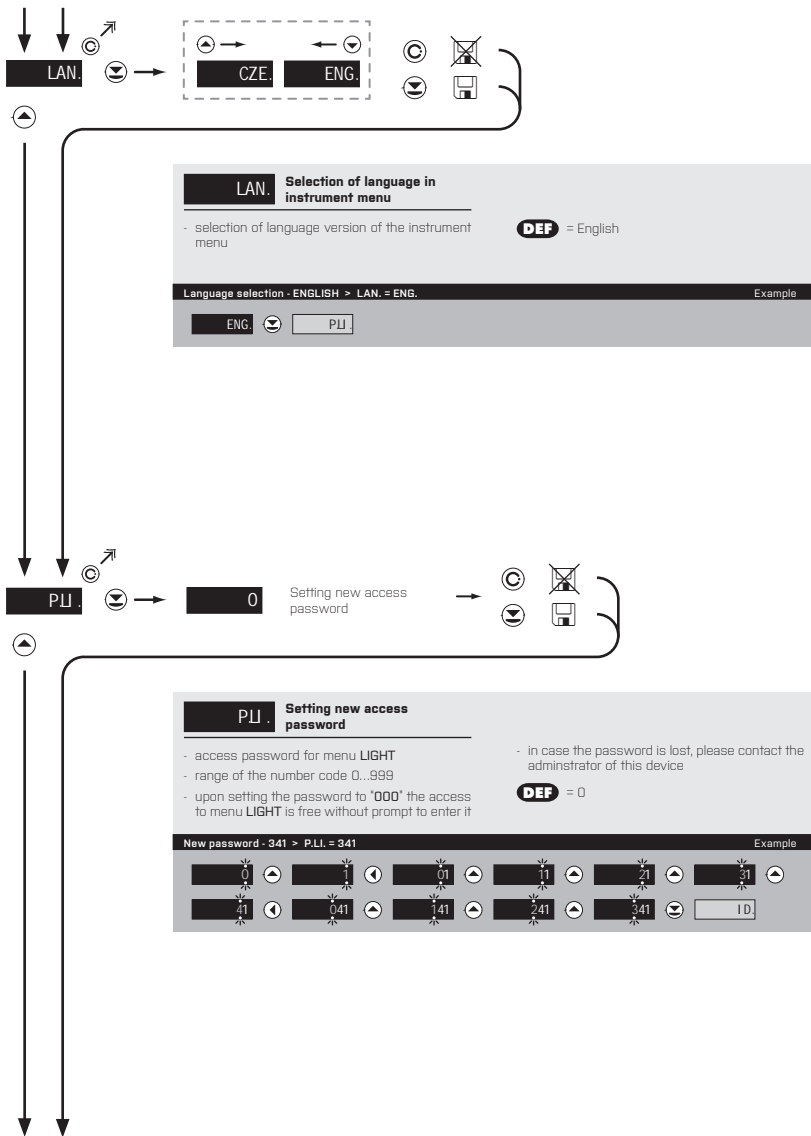 LAN.
CZE. ENG.
LAN. Selection of language in
instrument menu
- selection of language version of the instrument
menu
DEF = English
Language selection - ENGLISH > LAN. = ENG. Example
ENG. P.LI.
P.LI. 0 Setting new access
password
P.LI. Setting new access
password
- access password for menu LIGHT
- range of the number code 0...999
- upon setting the password to "000" the access
to menu LIGHT is free without prompt to enter it
- in case the password is lost, please contact the
adminstrator of this device
DEF = 0
New password - 341 > P.LI. = 341 Example
0 1 01 11 21 31
41 041 141 241 341 ID.